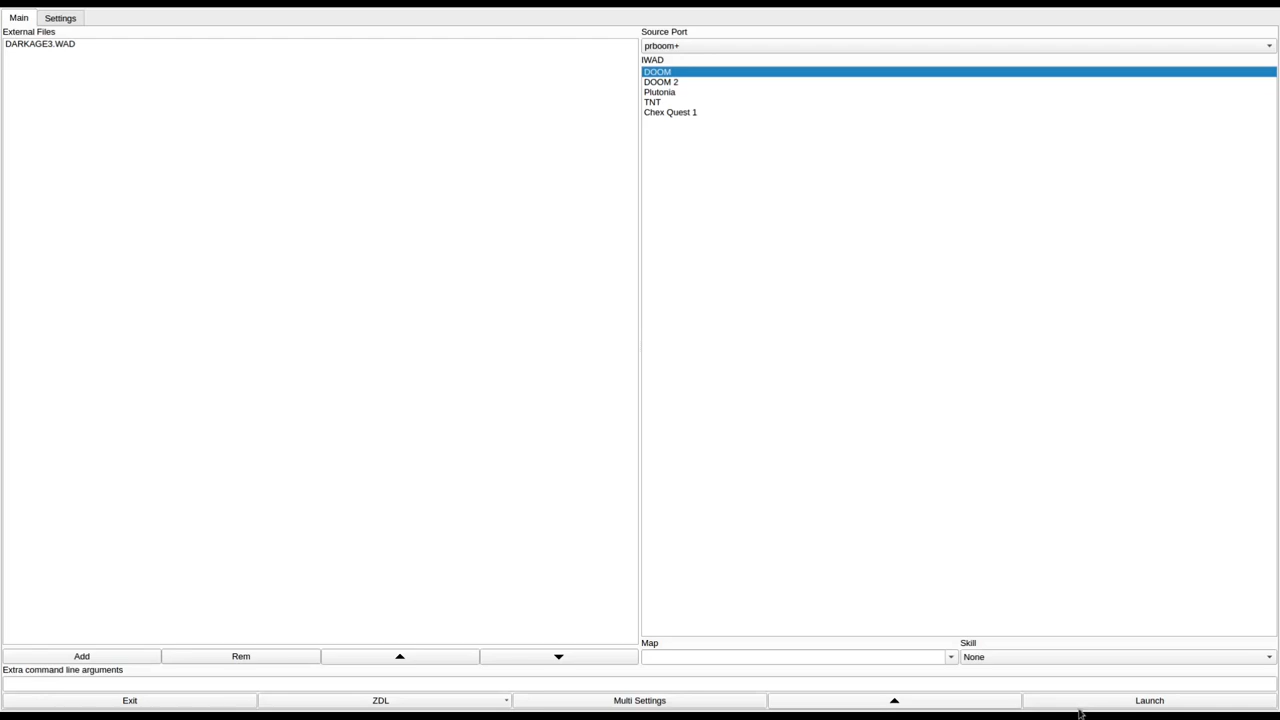 Main Settings
External Files
DARKAGE3.WAD
Source Port
prboom+
IWAD
DOOM
DOOM 2
Plutonia
TNT
Chex Quest 1
Map Skill
None
Add Rem
Extra command line arguments
Exit ZDL Multi Settings Launch